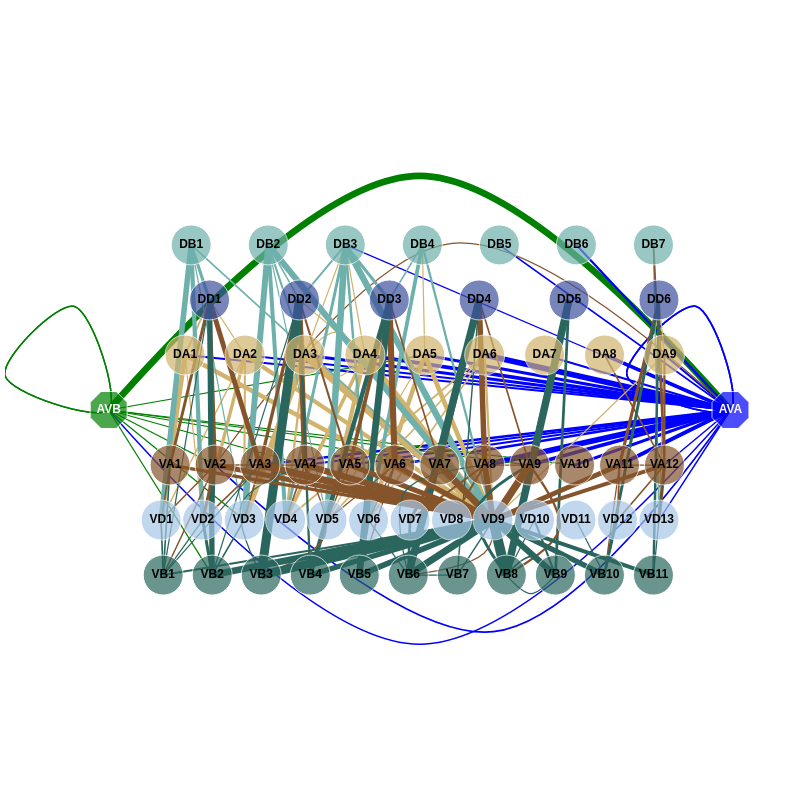 DB1 DB2 DB3 DB4 DB5 DB6 DB7
DD1 DD2 DD3 DD4 DD5 DD6
DA1 DA2 DA3 DA4 DA5 DA6 DA7 DA8 DA9
AVB AVA
VA1 VA2 VA3 VA4 VA5 VA6 VA7 VA8 VA9 VA10 VA11 VA12
VD1 VD2 VD3 VD4 VD5 VD6 VD7 VD8 VD9 VD10 VD11 VD12 VD13
VB1 VB2 VB3 VB4 VB5 VB6 VB7 VB8 VB9 VB10 VB11